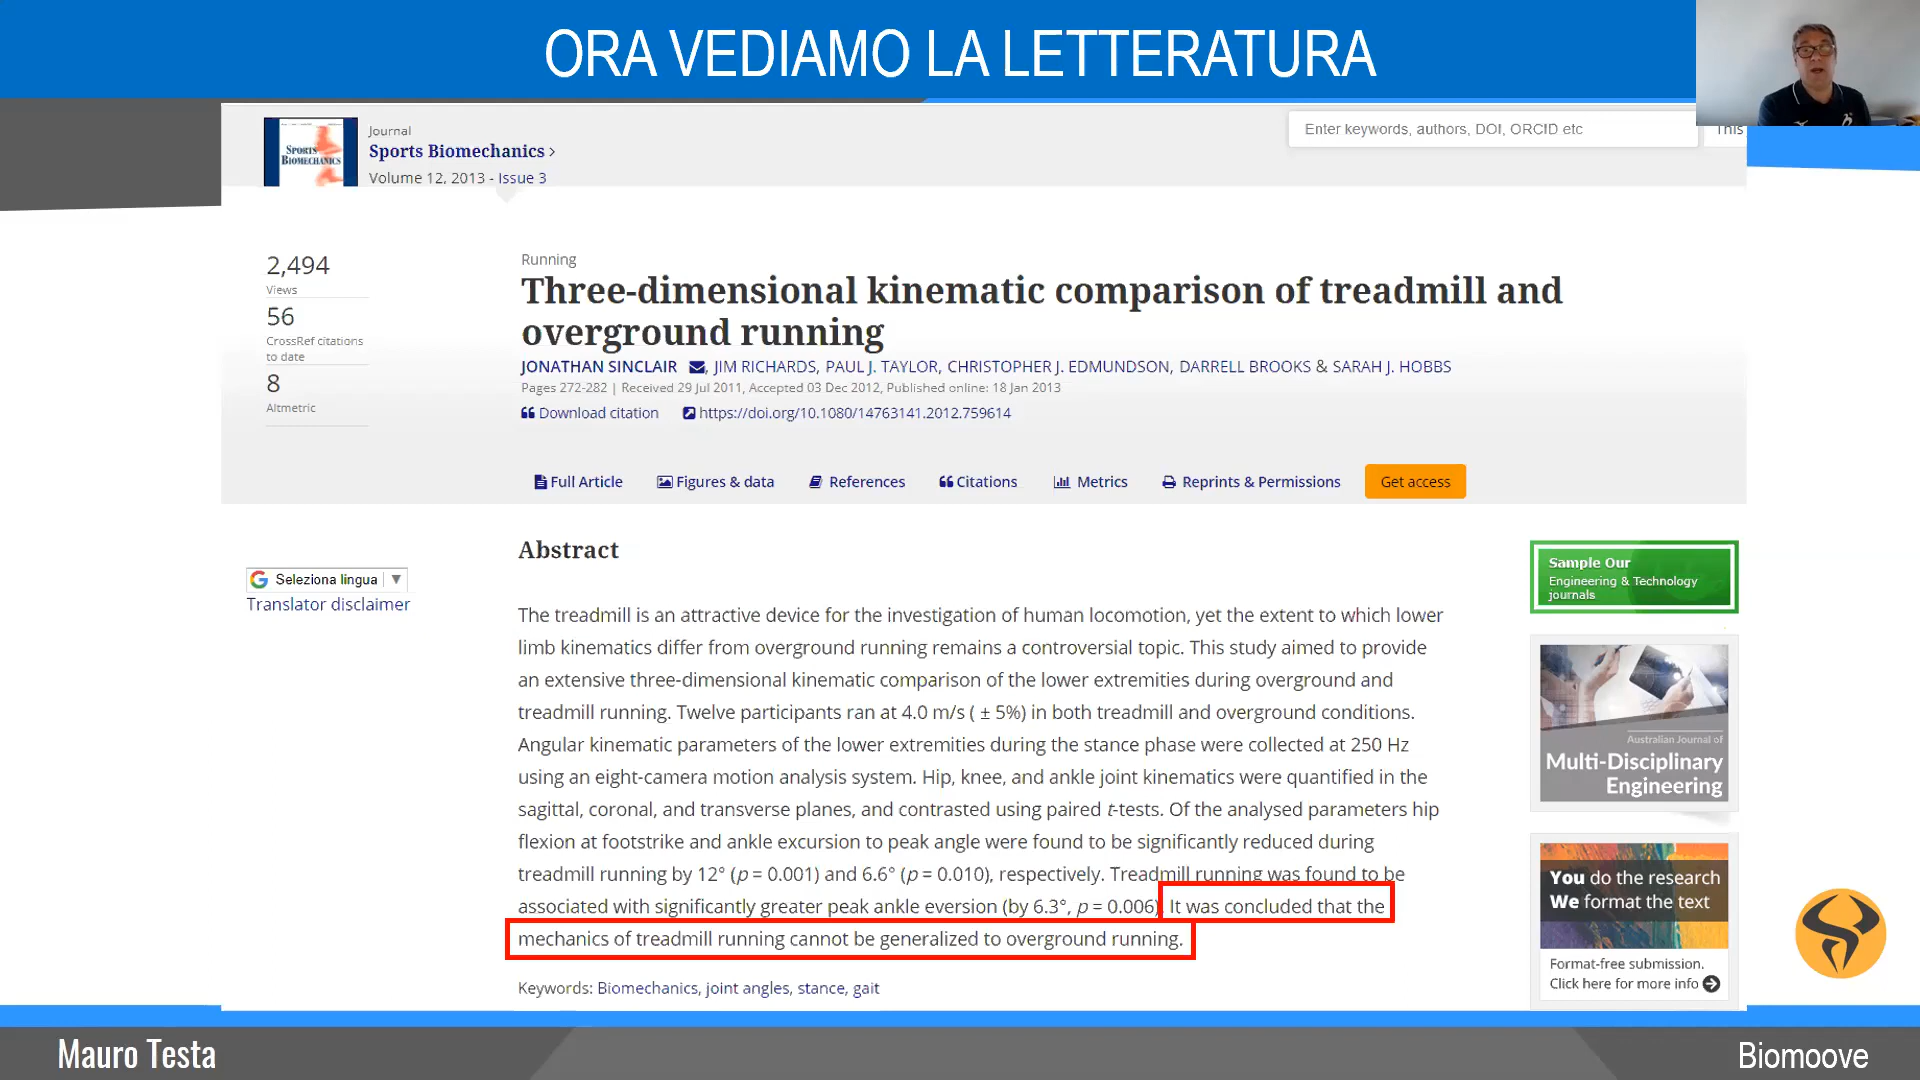 ORA VEDIAMO LA LETTERATURA
SPORTS
BIOMECHANICS
Journal
Sports Biomechanics >
Volume 12, 2013 - Issue 3
Enter keywords, authors, DOI, ORCID etc
This
2,494
Views
56
CrossRef citations
to date
8
Altmetric
Running
Three-dimensional kinematic comparison of treadmill and
overground running
JONATHAN SINCLAIR , JIM RICHARDS, PAUL J. TAYLOR, CHRISTOPHER J. EDMUNDSON, DARRELL BROOKS & SARAH J. HOBBS
Pages 272-282 | Received 29 Jul 2011, Accepted 03 Dec 2012, Published online: 18 Jan 2013
Download citation https://doi.org/10.1080/14763141.2012.759614
Full Article Figures & data References Citations Metrics Reprints & Permissions Get access
Seleziona lingua ▼
Translator disclaimer
Abstract
The treadmill is an attractive device for the investigation of human locomotion, yet the extent to which lower
limb kinematics differ from overground running remains a controversial topic. This study aimed to provide
an extensive three-dimensional kinematic comparison of the lower extremities during overground and
treadmill running. Twelve participants ran at 4.0 m/s ( ± 5%) in both treadmill and overground conditions.
Angular kinematic parameters of the lower extremities during the stance phase were collected at 250 Hz
using an eight-camera motion analysis system. Hip, knee, and ankle joint kinematics were quantified in the
sagittal, coronal, and transverse planes, and contrasted using paired t-tests. Of the analysed parameters hip
flexion at footstrike and ankle excursion to peak angle were found to be significantly reduced during
treadmill running by 12° (p = 0.001) and 6.6° (p = 0.010), respectively. Treadmill running was found to be
associated with significantly greater peak ankle eversion (by 6.3°, p = 0.006) It was concluded that the
mechanics of treadmill running cannot be generalized to overground running.
Keywords: Biomechanics, joint angles, stance, gait
Sample Our
Engineering & Technology
journals
Australian Journal of
Multi-Disciplinary
Engineering
You do the research
We format the text
Format-free submission.
Click here for more info
Mauro Testa
Biomoove